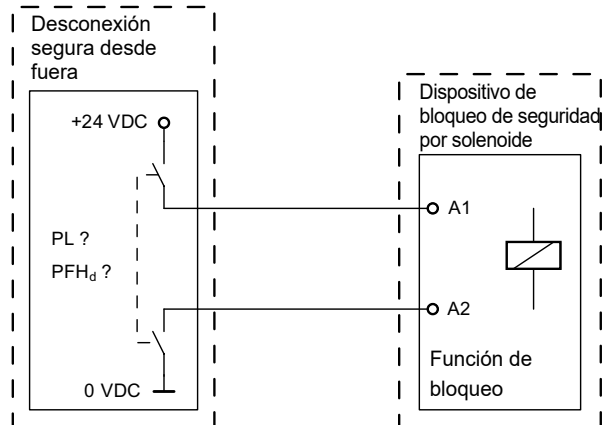 Desconexión
segura desde
fuera
+24 VDC
PL ?
PFHd ?
0 VDC
Dispositivo de
bloqueo de seguridad
por solenoide
A1
A2
Función de
bloqueo